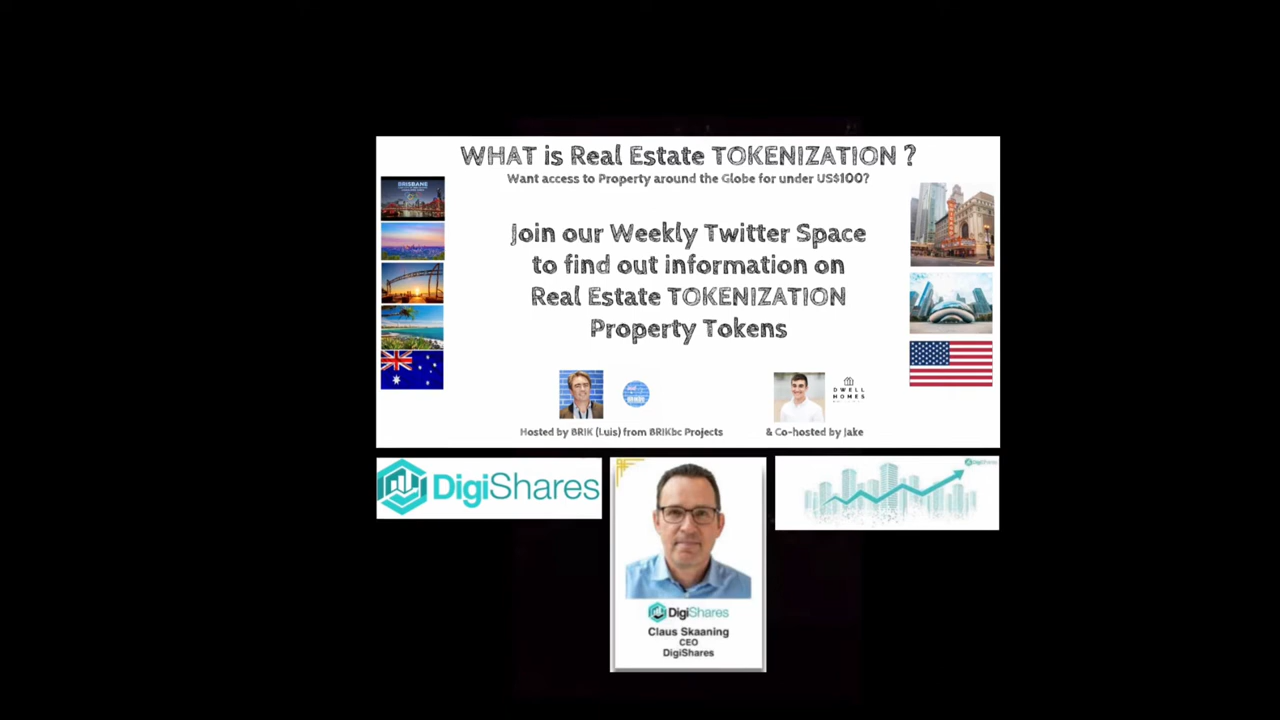 WHAT is Real Estate TOKENIZATION ?
Want access to Property around the Globe for under US$100?
BRISBANE
Join our Weekly Twitter Space
to find out information on
Real Estate TOKENIZATION
Property Tokens
DWELL
HOMES
Hosted by BRIK (Luis) from BRIKbc Projects
& Co-hosted by Jake
DigiShares
DigiShares
DigiShares
Claus Skaaning
CEO
DigiShares